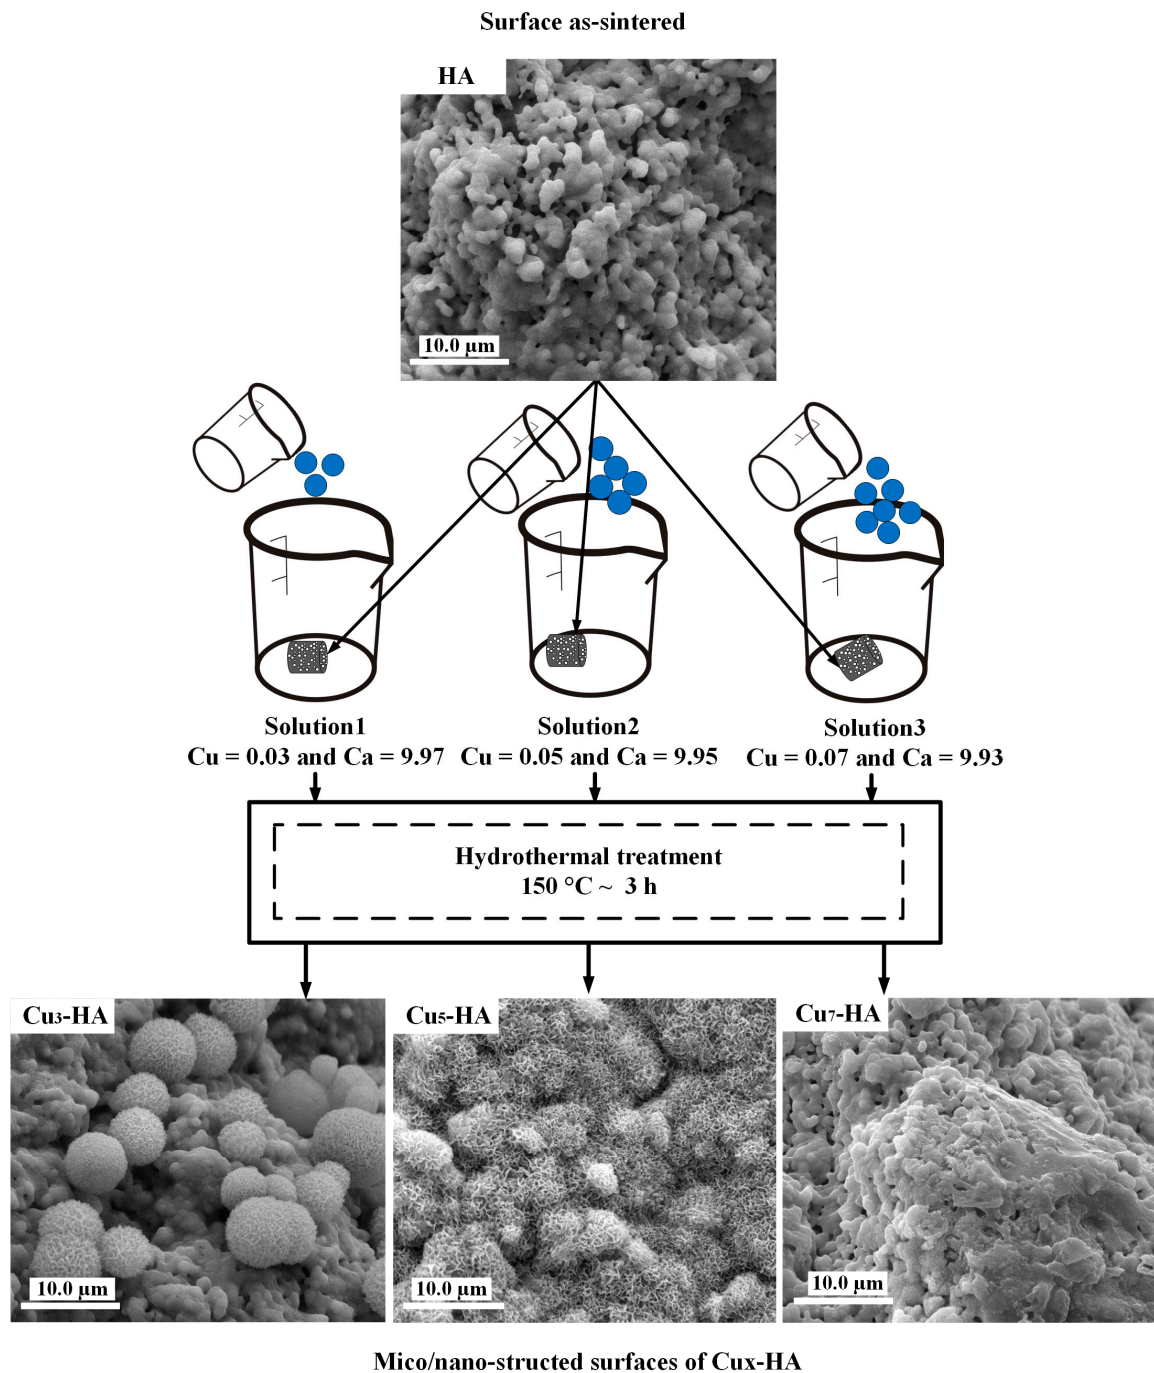 Surface as-sintered
HA
10.0 µm
Solution1
Cu = 0.03 and Ca = 9.97
Solution2
Cu = 0.05 and Ca = 9.95
Solution3
Cu = 0.07 and Ca = 9.93
Hydrothermal treatment
150 °C ~ 3 h
Cu3-HA
10.0 µm
Cu5-HA
10.0 µm
Cu7-HA
10.0 µm
Mico/nano-structed surfaces of Cux-HA